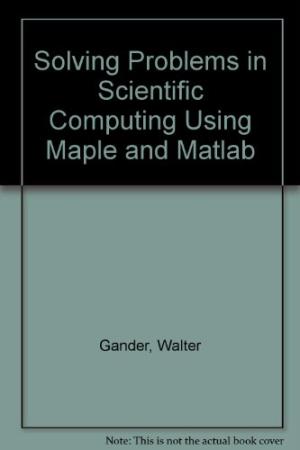 Solving Problems in
Scientific
Computing Using
Maple and Matlab
Gander, Walter
Note: This is not the actual book cover